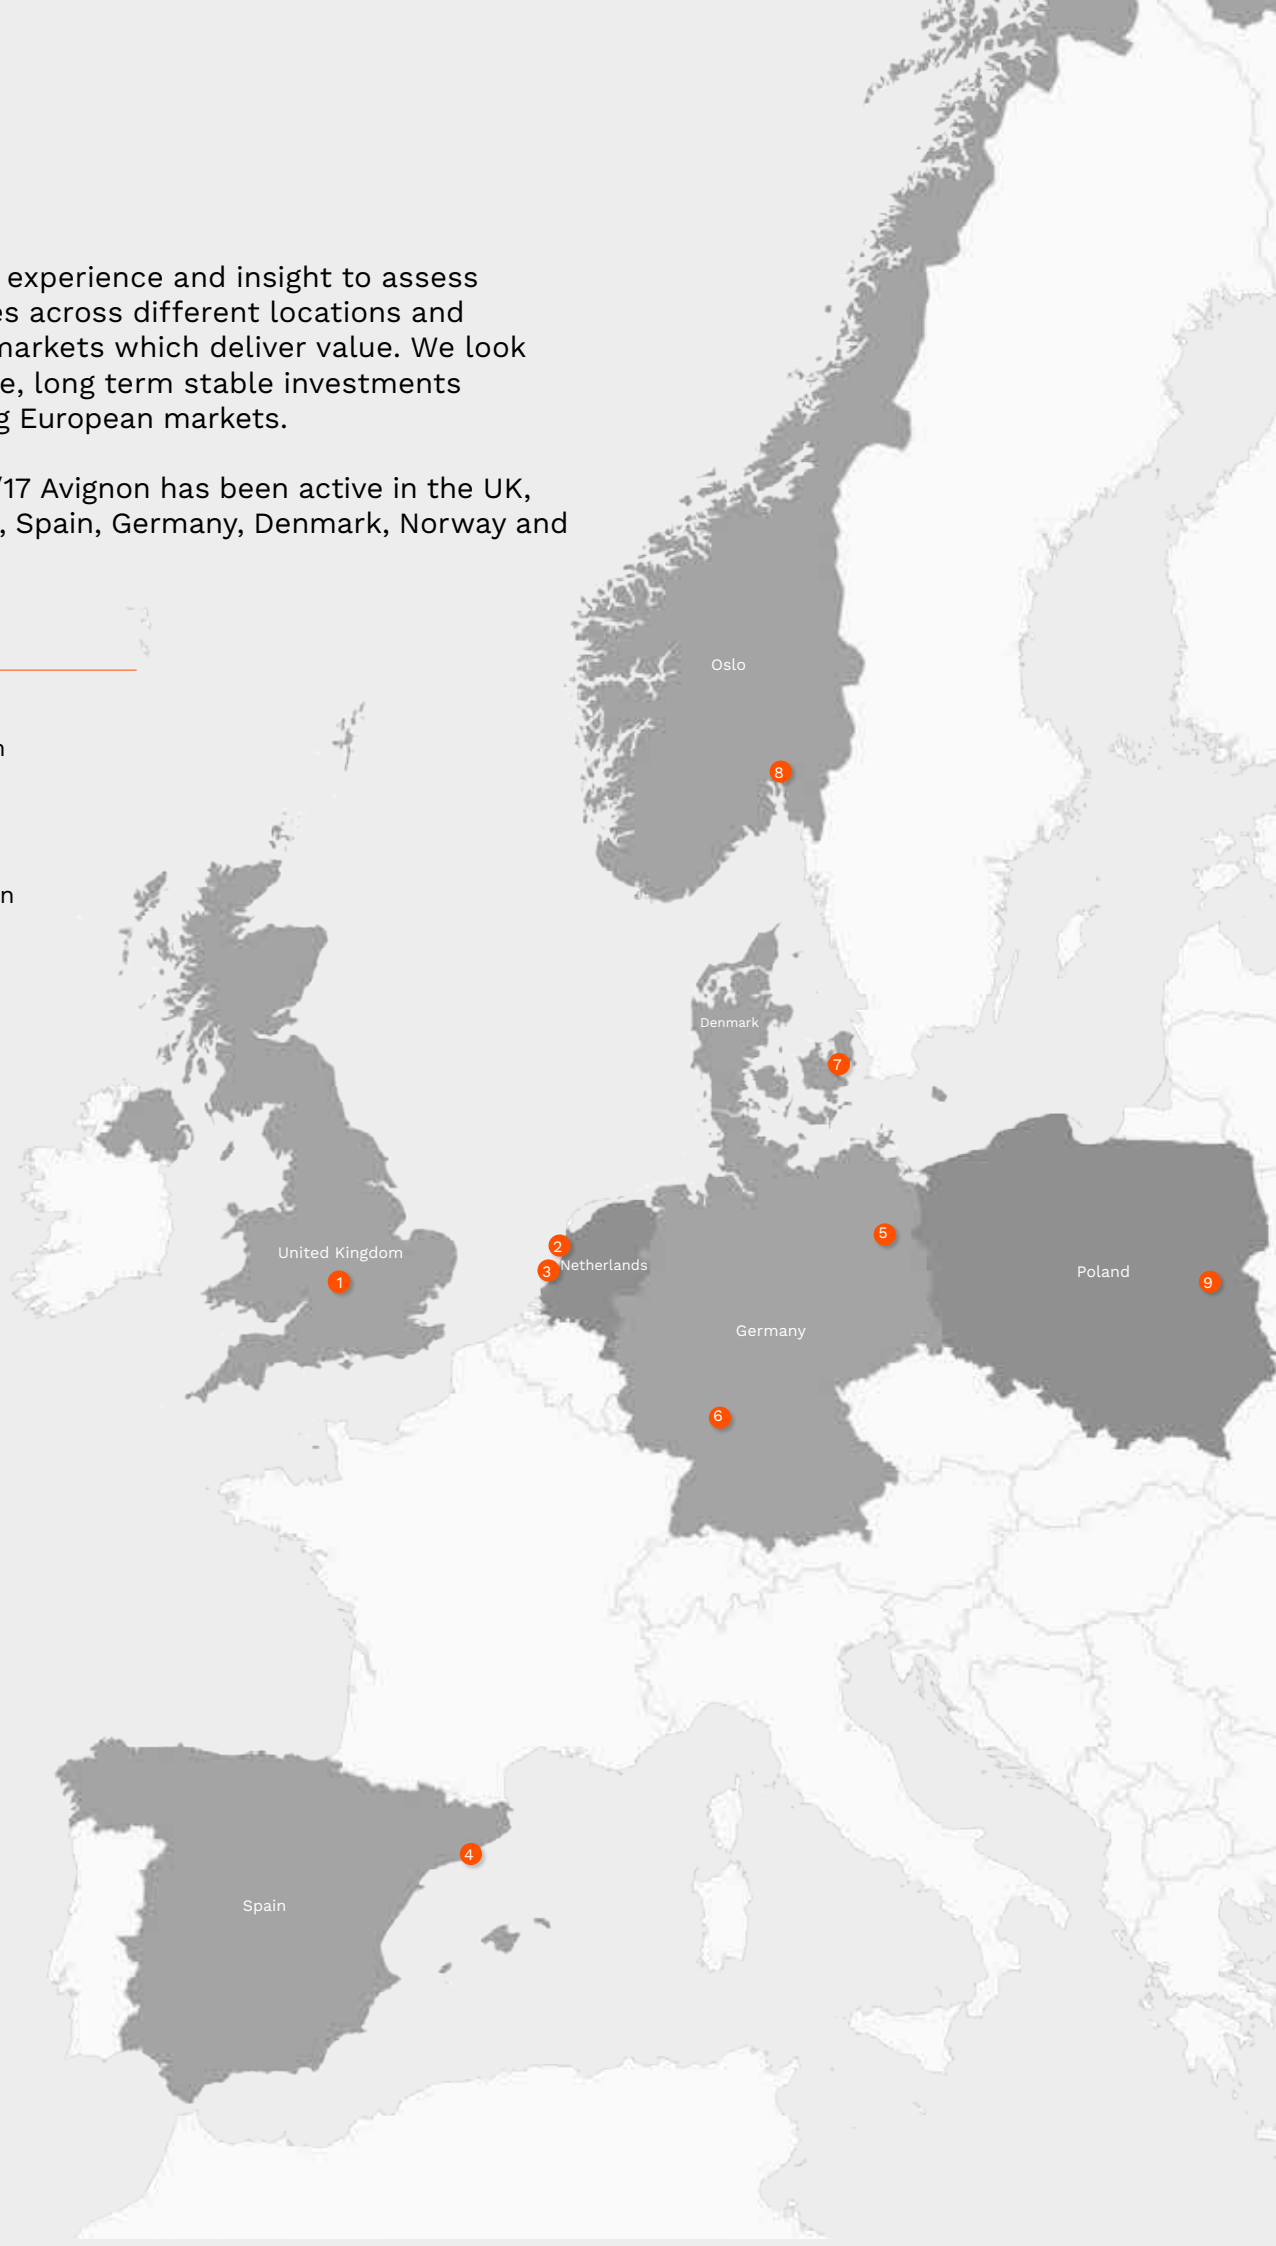 experience and insight to assess
es across different locations and
markets which deliver value. We look
e, long term stable investments
g European markets.
/17 Avignon has been active in the UK,
, Spain, Germany, Denmark, Norway and
Oslo
n
8
n
Denmark
7
5
2
United Kingdom
3
Netherlands
Poland
1
9
Germany
6
4
Spain